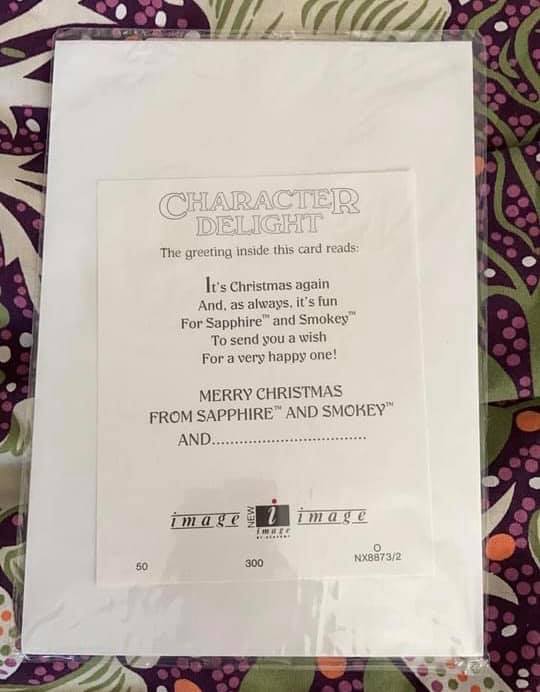 CHARACTER
DELIGHT
The greeting inside this card reads:
It's Christmas again
And, as always, it's fun
For Sapphire™ and Smokey™
To send you a wish
For a very happy one!
MERRY CHRISTMAS
FROM SAPPHIRE™ AND SMOKEY™
AND..................................
image NEW i image
image
50 300 O
NX8873/2